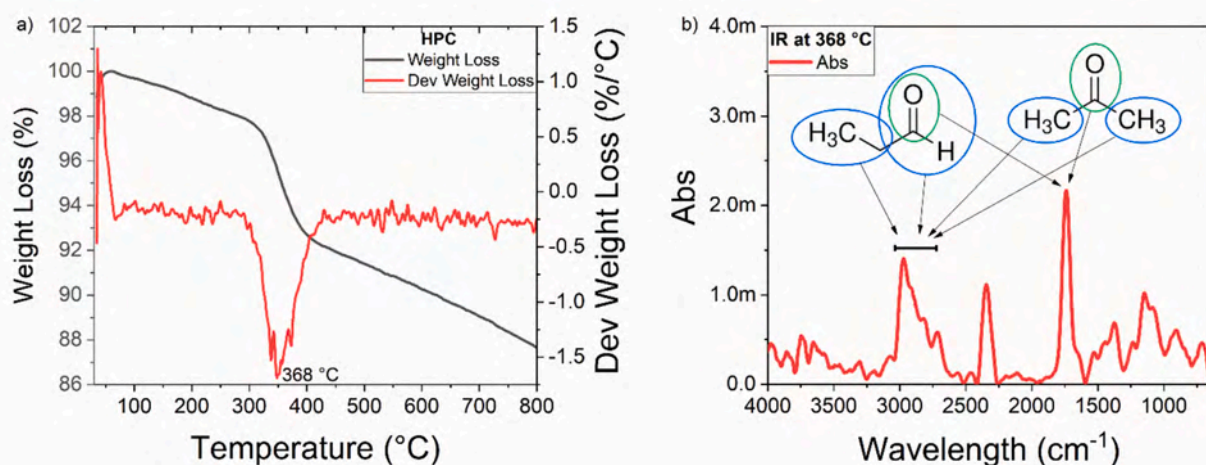 a)
HPC
Weight Loss
Dev Weight Loss
100
98
96
94
92
90
88
86
Weight Loss (%)
1.5
1.0
0.5
0.0
-0.5
-1.0
-1.5
Dev Weight Loss (%/°C)
368 °C
100 200 300 400 500 600 700 800
Temperature (°C)
b)
IR at 368 °C
Abs
4.0m
3.0m
2.0m
1.0m
0.0
Abs
O
H₃C
H
O
H₃C
CH₃
4000 3500 3000 2500 2000 1500 1000
Wavelength (cm⁻¹)